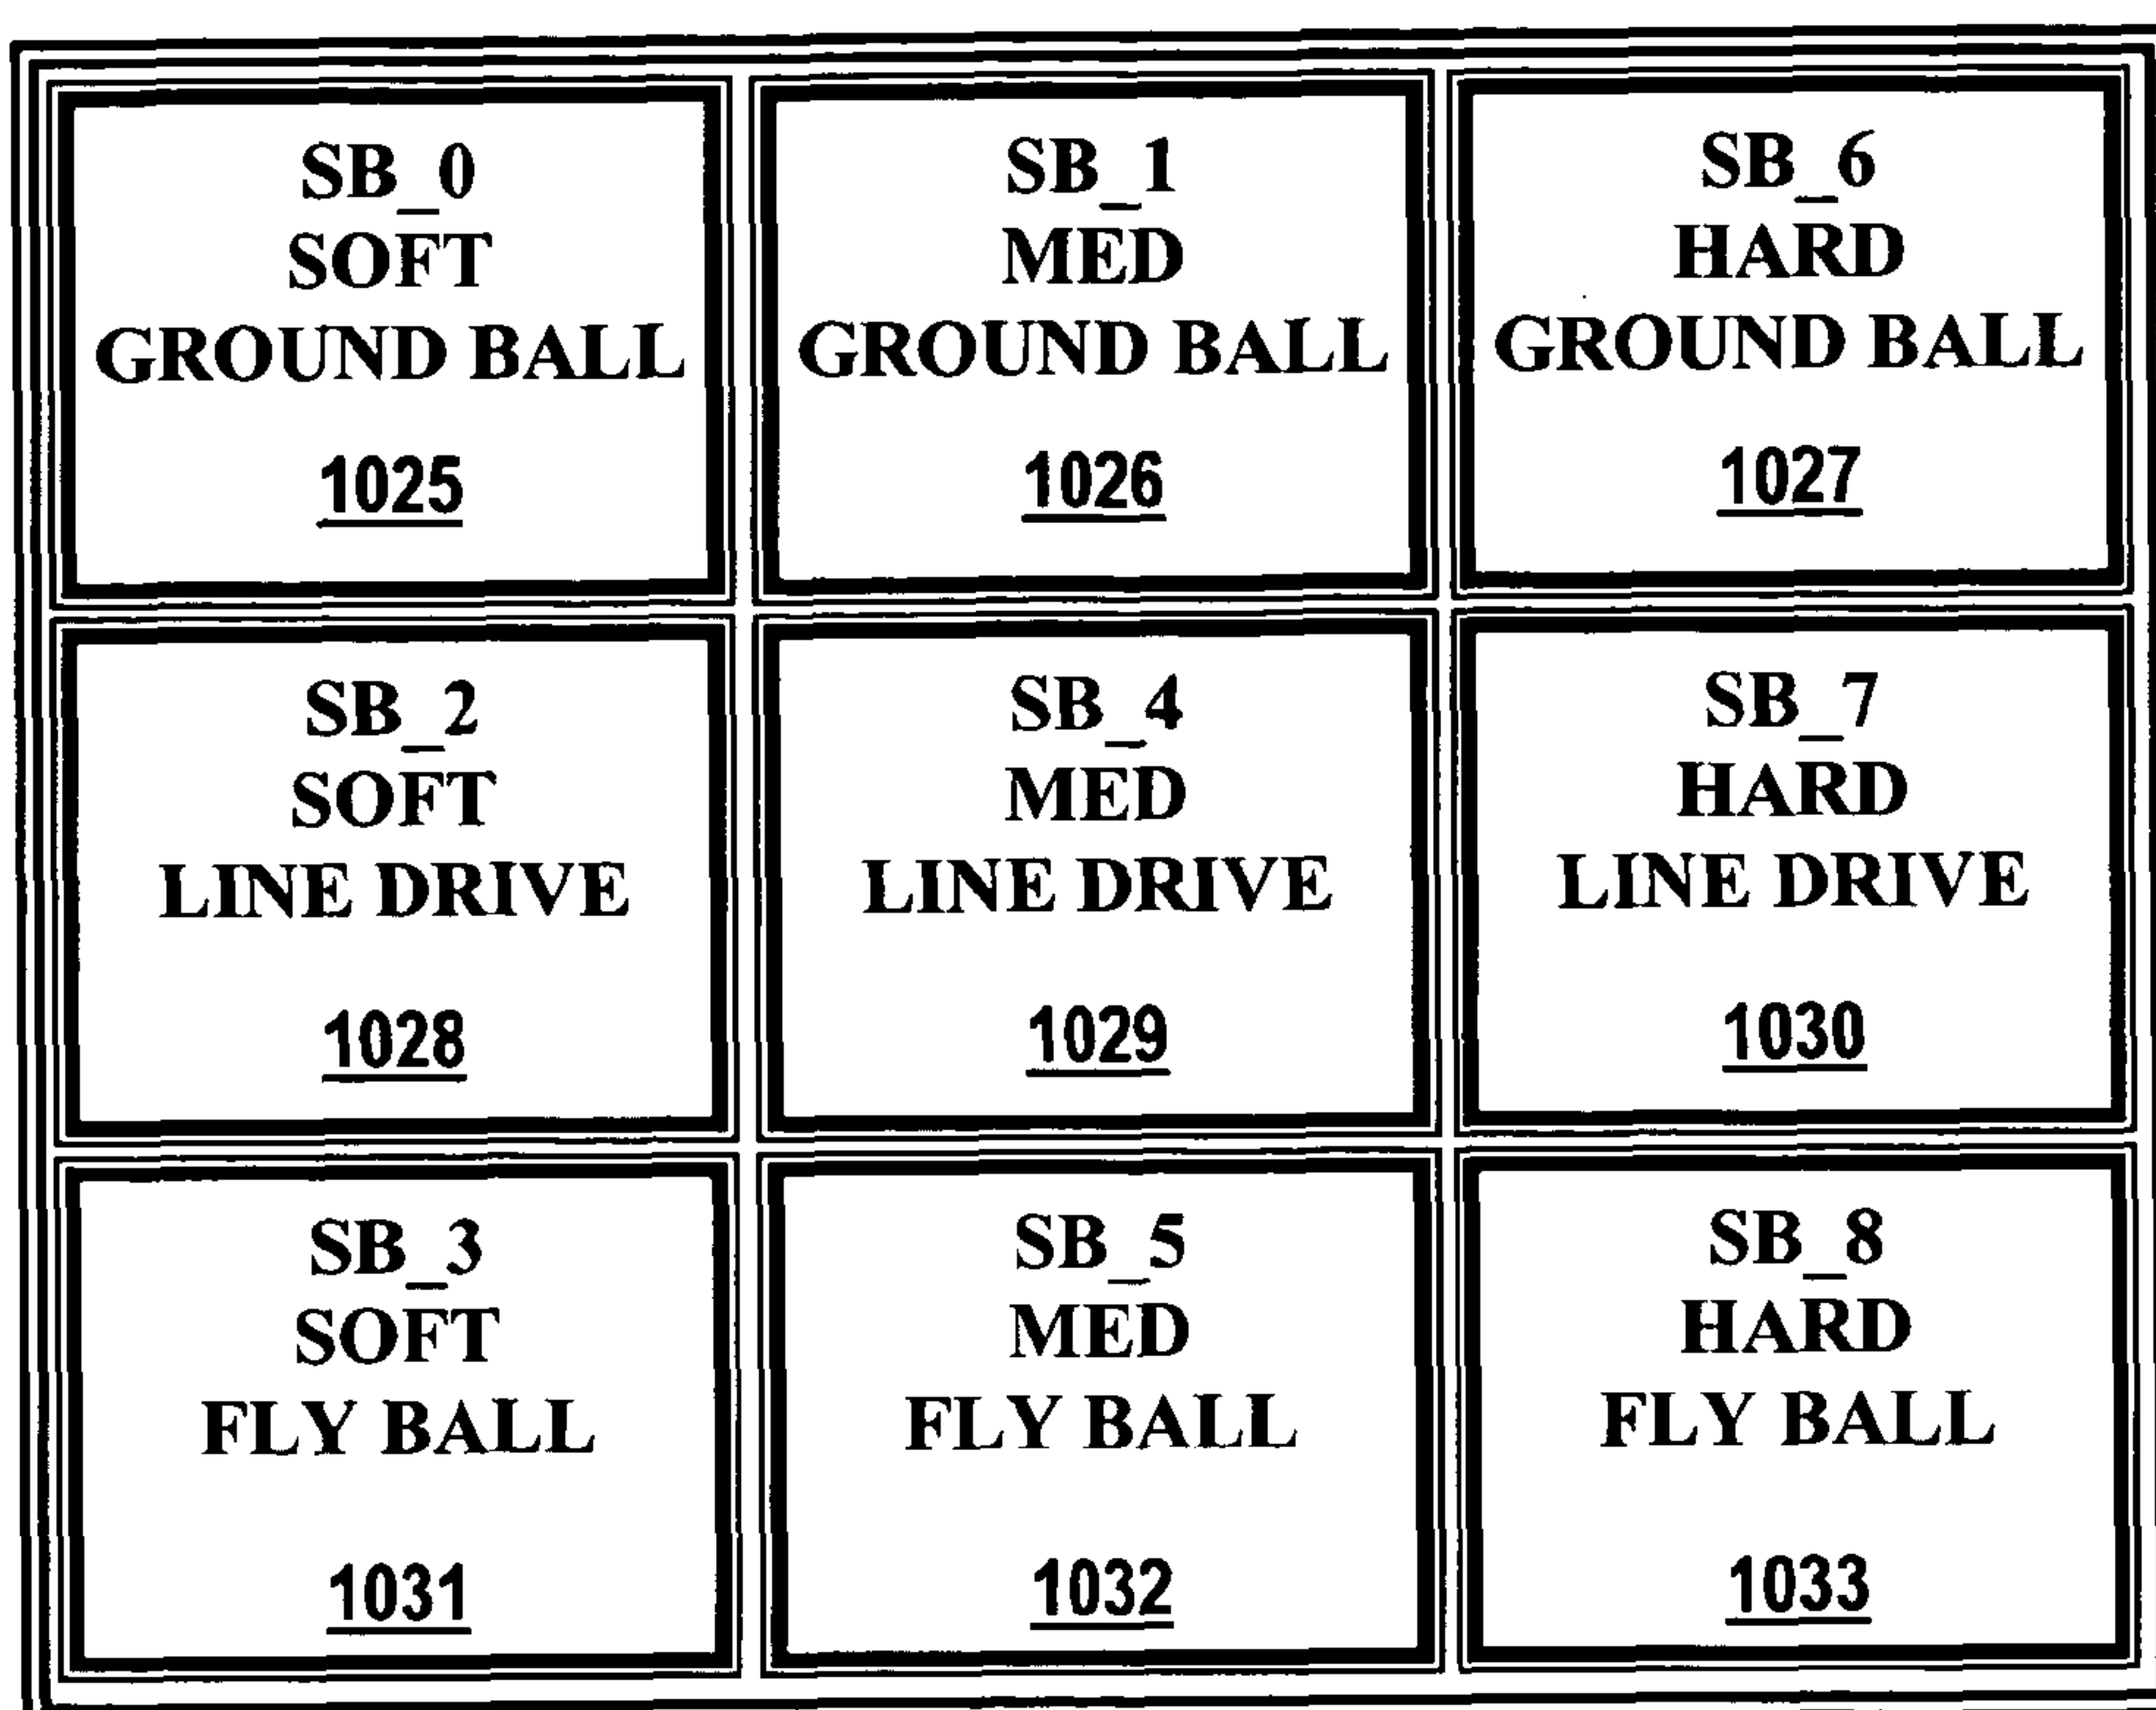 SB_0
SOFT
GROUND BALL
1025
SB_1
MED
GROUND BALL
1026
SB_6
HARD
GROUND BALL
1027
SB_2
SOFT
LINE DRIVE
1028
SB_4
MED
LINE DRIVE
1029
SB_7
HARD
LINE DRIVE
1030
SB_3
SOFT
FLY BALL
1031
SB_5
MED
FLY BALL
1032
SB_8
HARD
FLY BALL
1033